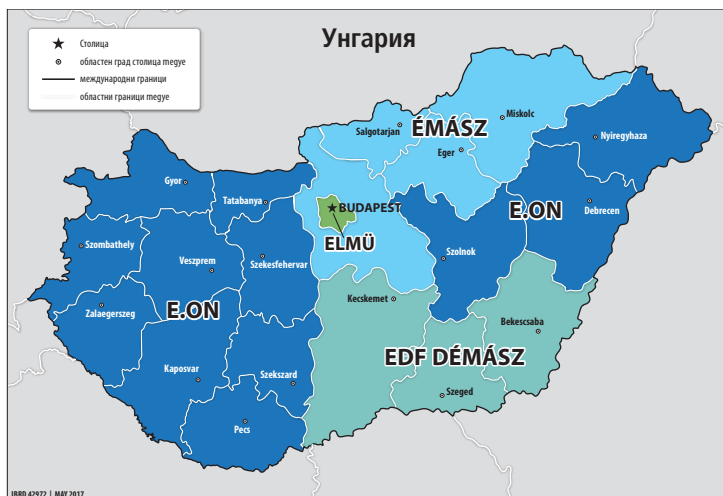 Унгария
Столица
областен град столица megye
международни граници
областни граници megye
Salgotarjan
ÉMÁSZ
Miskolc
Eger
Nyiregyhaza
Gyor
Tatabanya
BUDAPEST
E.ON
Debrecen
Szombathely
Veszprem
Szekesfehervar
ELMÜ
Szolnok
Zalaegerszeg
E.ON
Kecskemet
Bekescsaba
EDF DÉMÁSZ
Kaposvar
Szekszard
Szeged
Pecs
IBRD 42972 | MAY 2017